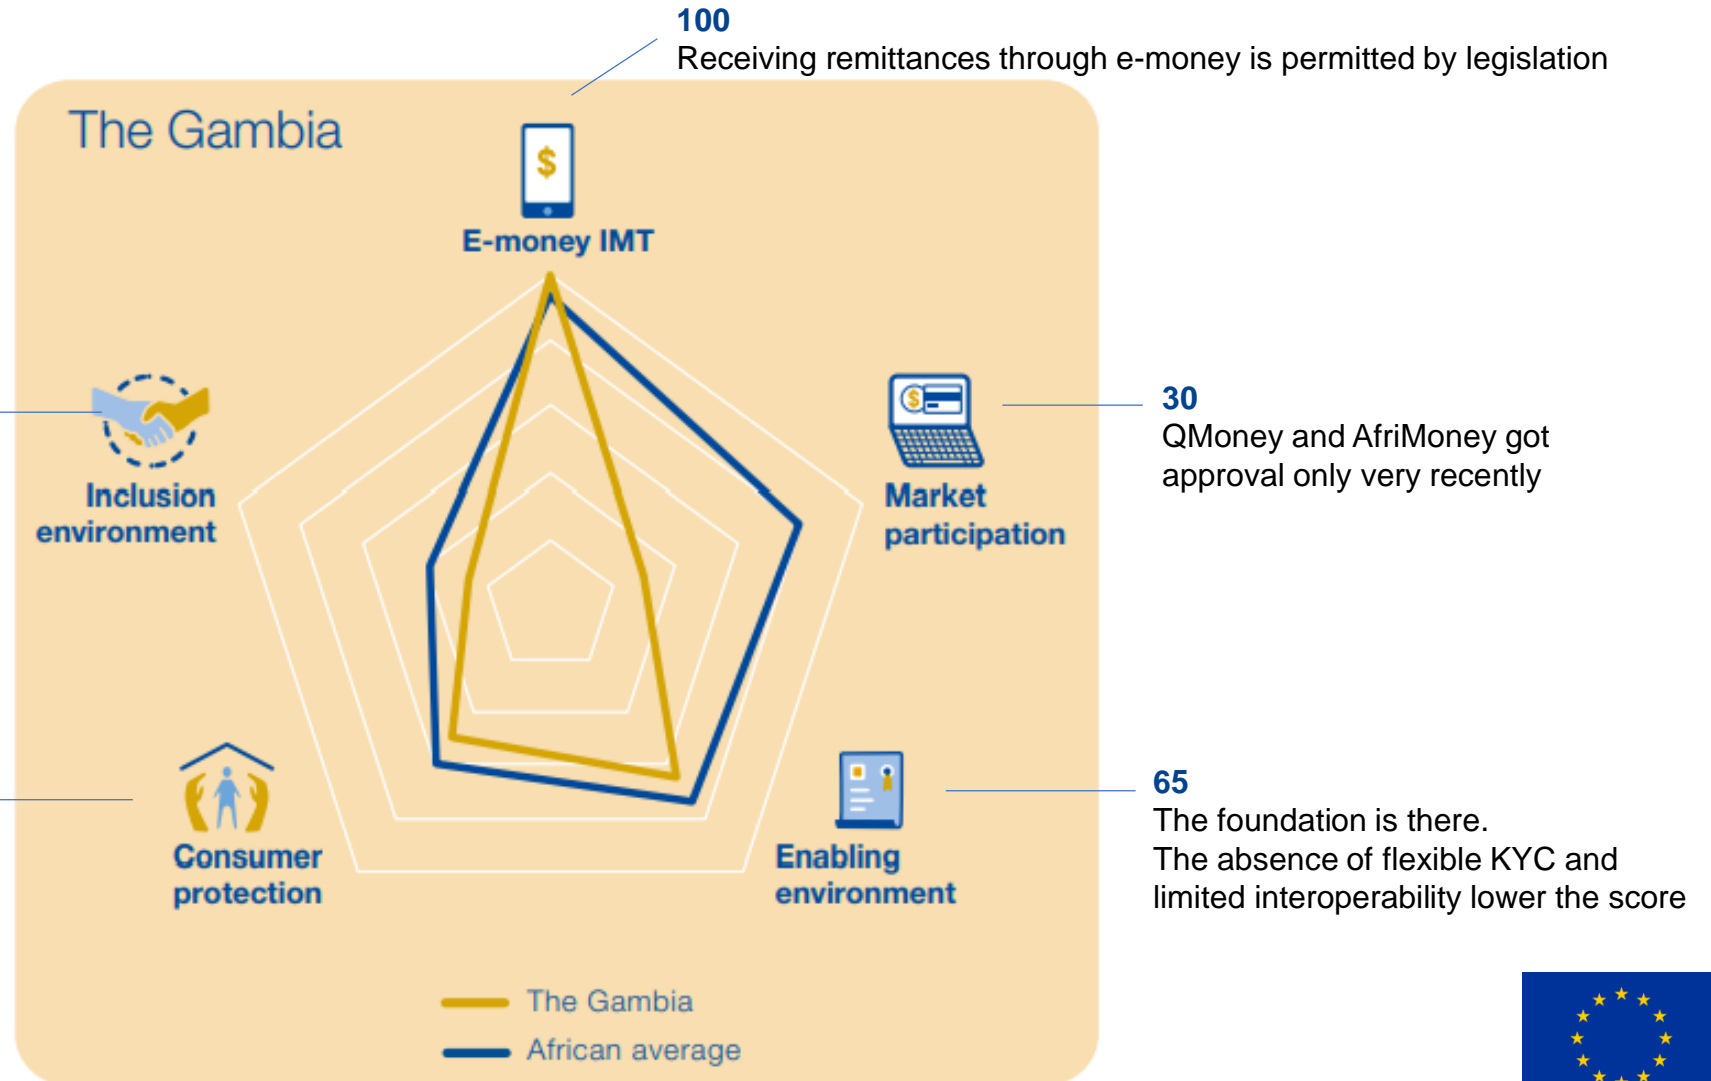 100
Receiving remittances through e-money is permitted by legislation
The Gambia
$
E-money IMT
$
Inclusion
environment
Market
participation
30
QMoney and AfriMoney got
approval only very recently
Consumer
protection
Enabling
environment
65
The foundation is there.
The absence of flexible KYC and
limited interoperability lower the score
The Gambia
African average